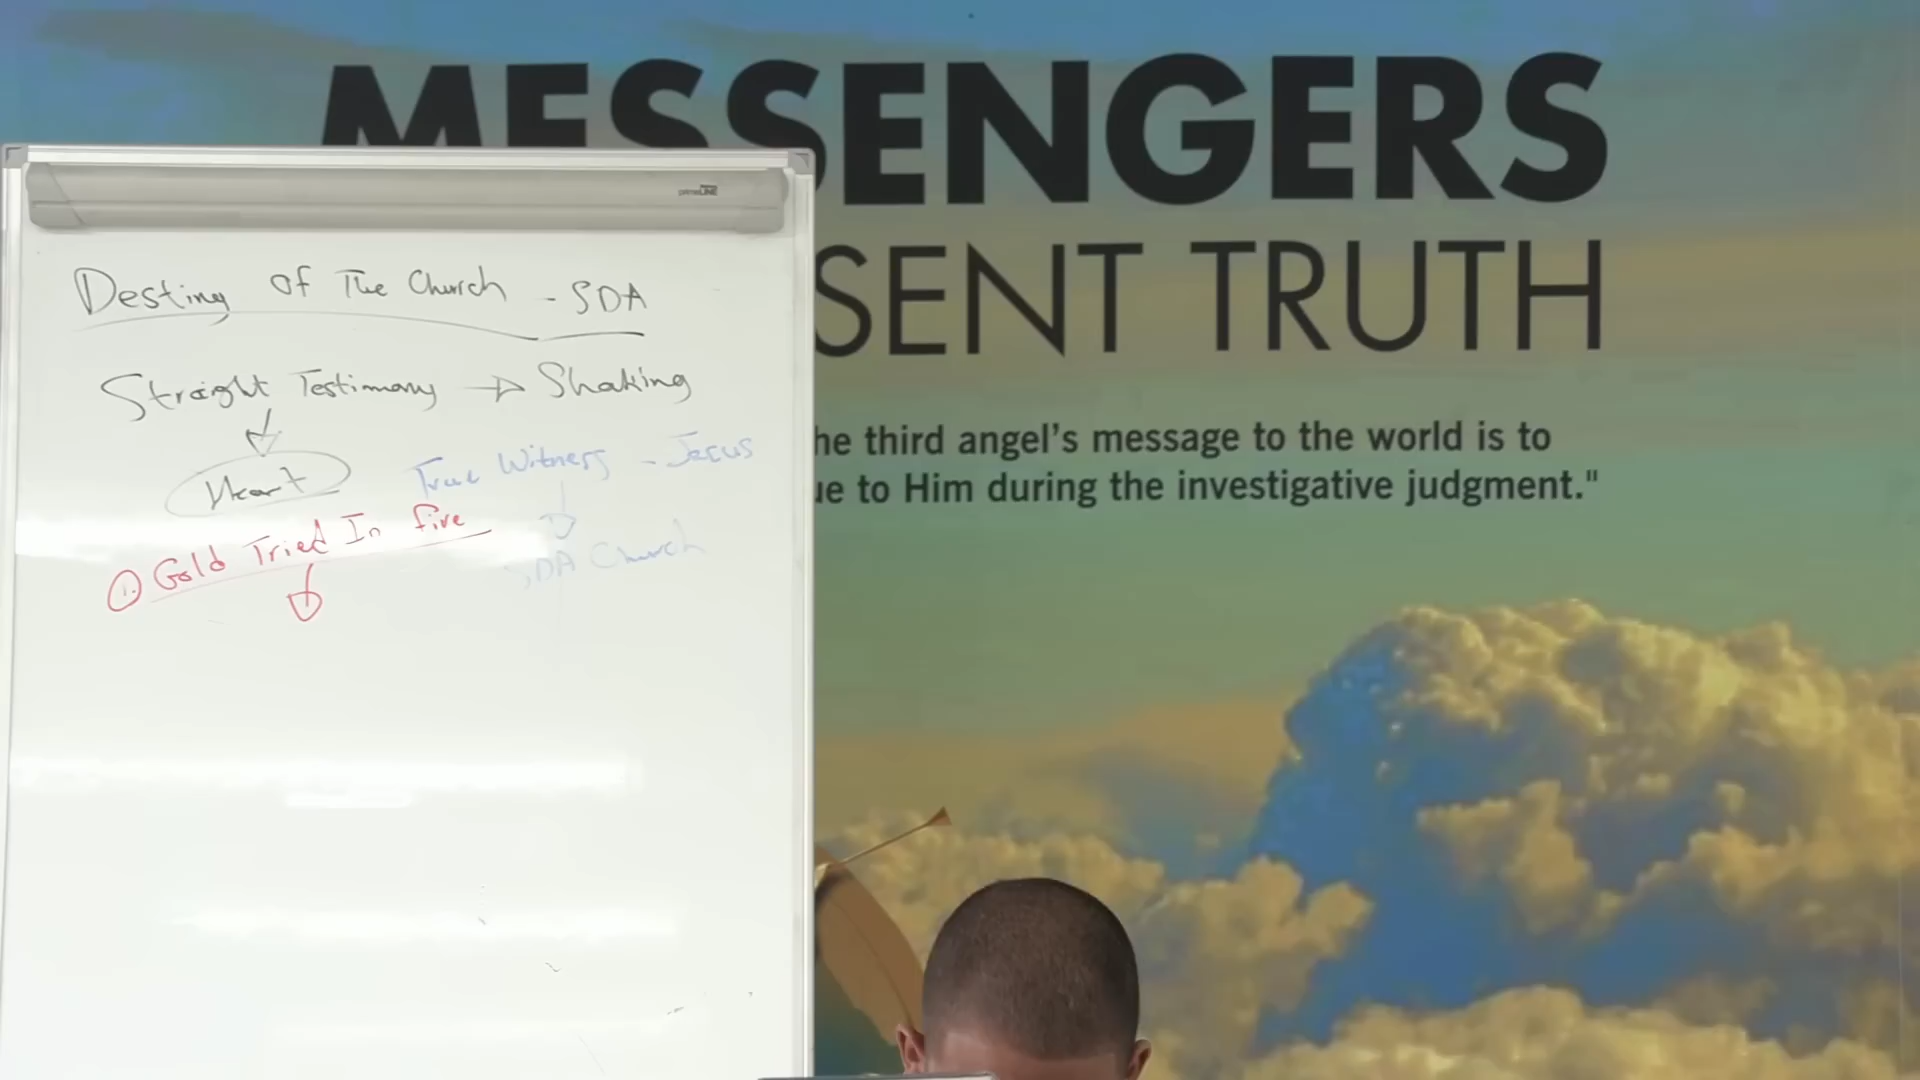 MESSENGERS
SENT TRUTH
he third angel's message to the world is to
ue to Him during the investigative judgment."
Destiny Of The Church - SDA
Straight Testimony → Shaking
Heart
True Witness - Jesus
SDA Church
1. Gold Tried In fire